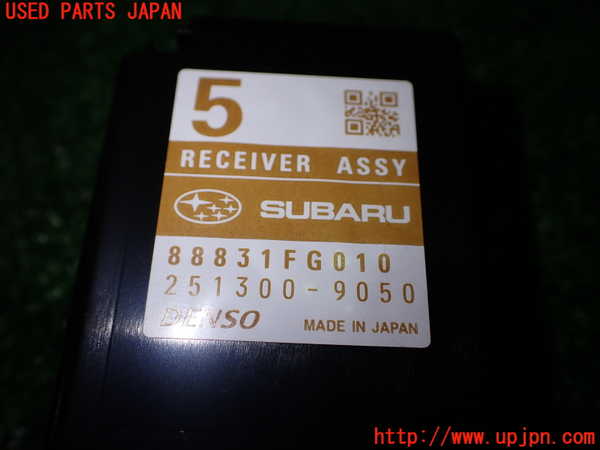 USED PARTS JAPAN
5
RECEIVER ASSY
SUBARU
88831FG010
251300-9050
DENSO
MADE IN JAPAN
http://www.upjpn.com/